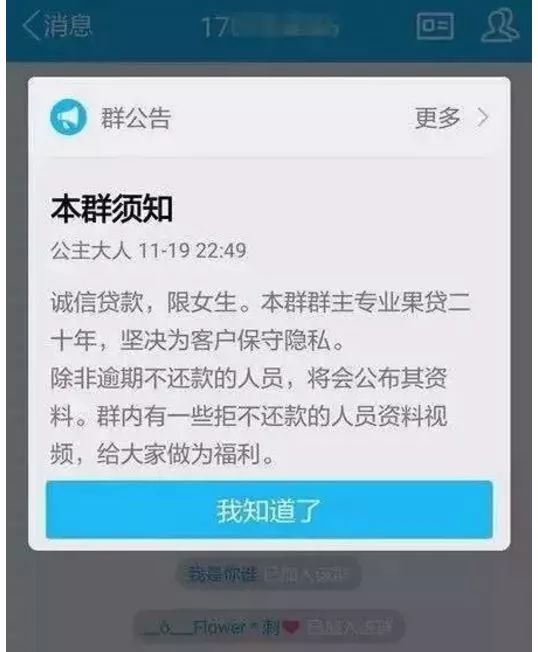 消息
群公告
更多
本群须知
公主大人 11-19 22:49
诚信贷款，限女生。本群群主专业果贷二
十年，坚决为客户保守隐私。
除非逾期不还款的人员，将会公布其资
料。群内有一些拒不还款的人员资料视
频，给大家做为福利。
我知道了
我是你谁 已加入该群
Flower * 刺❤ 已加入该群